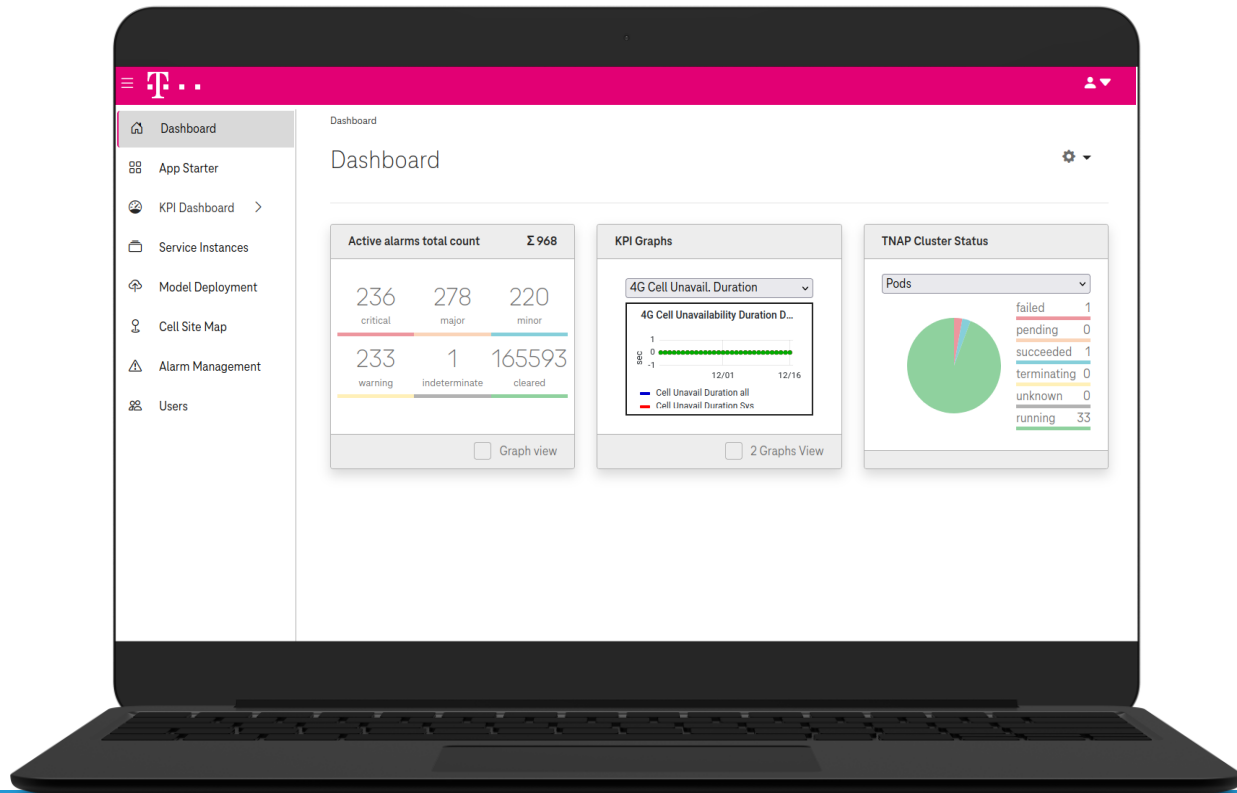 T
Dashboard
App Starter
KPI Dashboard
Service Instances
Model Deployment
Cell Site Map
Alarm Management
Users
Dashboard
Dashboard
Active alarms total count Σ 968
236 278 220
critical major minor
233 1 165593
warning indeterminate cleared
Graph view
KPI Graphs
4G Cell Unavail. Duration
4G Cell Unavailability Duration D...
1
0
-1
sec
12/01 12/16
Cell Unavail Duration all
Cell Unavail Duration Sys
2 Graphs View
TNAP Cluster Status
Pods
failed 1
pending 0
succeeded 1
terminating 0
unknown 0
running 33